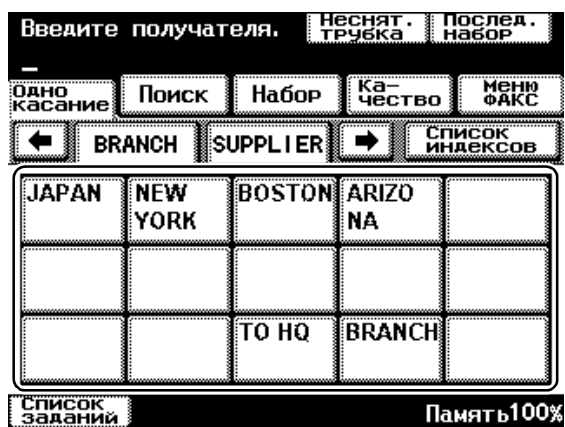 Введите получателя.
Неснят. трубка
Послед. набор
Одно касание
Поиск
Набор
Ка-
чество
Меню ФАКС
BRANCH
SUPPLIER
Список индексов
JAPAN
NEW YORK
BOSTON
ARIZO
NA
TO HQ
BRANCH
Список заданий
Память100%